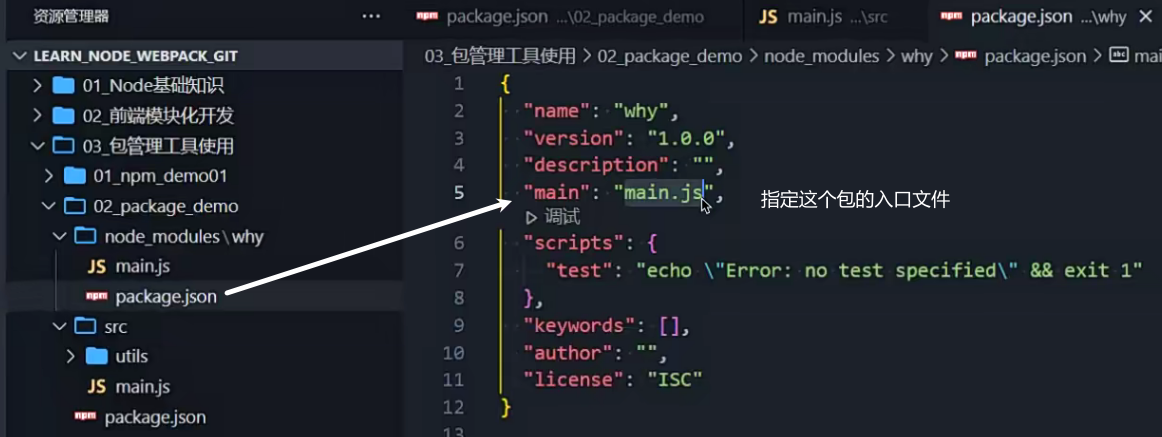 资源管理器 ...
LEARN_NODE_WEBPACK_GIT
01_Node基础知识
02_前端模块化开发
03_包管理工具使用
01_npm_demo01
02_package_demo
node_modules\why
JS main.js
npm package.json
src
utils
JS main.js
npm package.json
npm package.json ...\02_package_demo JS main.js ...\src npm package.json ...\why ×
03_包管理工具使用 > 02_package_demo > node_modules > why > npm package.json > abc mai
1 {
2 "name": "why",
3 "version": "1.0.0",
4 "description": "",
5 "main": "main.js", 指定这个包的入口文件
▷ 调试
6 "scripts": {
7 "test": "echo \"Error: no test specified\" && exit 1"
8 },
9 "keywords": [],
10 "author": "",
11 "license": "ISC"
12 }
13